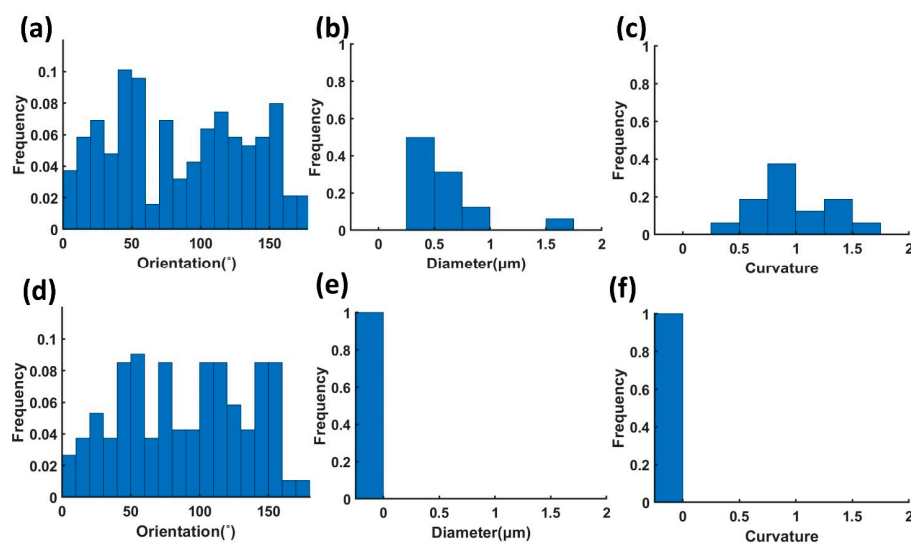 (a)
Frequency
0.1
0.08
0.06
0.04
0.02
0
0 50 100 150
Orientation(°)
(b)
Frequency
1
0.8
0.6
0.4
0.2
0
0 0.5 1 1.5 2
Diameter(µm)
(c)
Frequency
1
0.8
0.6
0.4
0.2
0
0 0.5 1 1.5 2
Curvature
(d)
Frequency
0.1
0.08
0.06
0.04
0.02
0
0 50 100 150
Orientation(°)
(e)
Frequency
1
0.8
0.6
0.4
0.2
0
0 0.5 1 1.5 2
Diameter(µm)
(f)
Frequency
1
0.8
0.6
0.4
0.2
0
0 0.5 1 1.5 2
Curvature